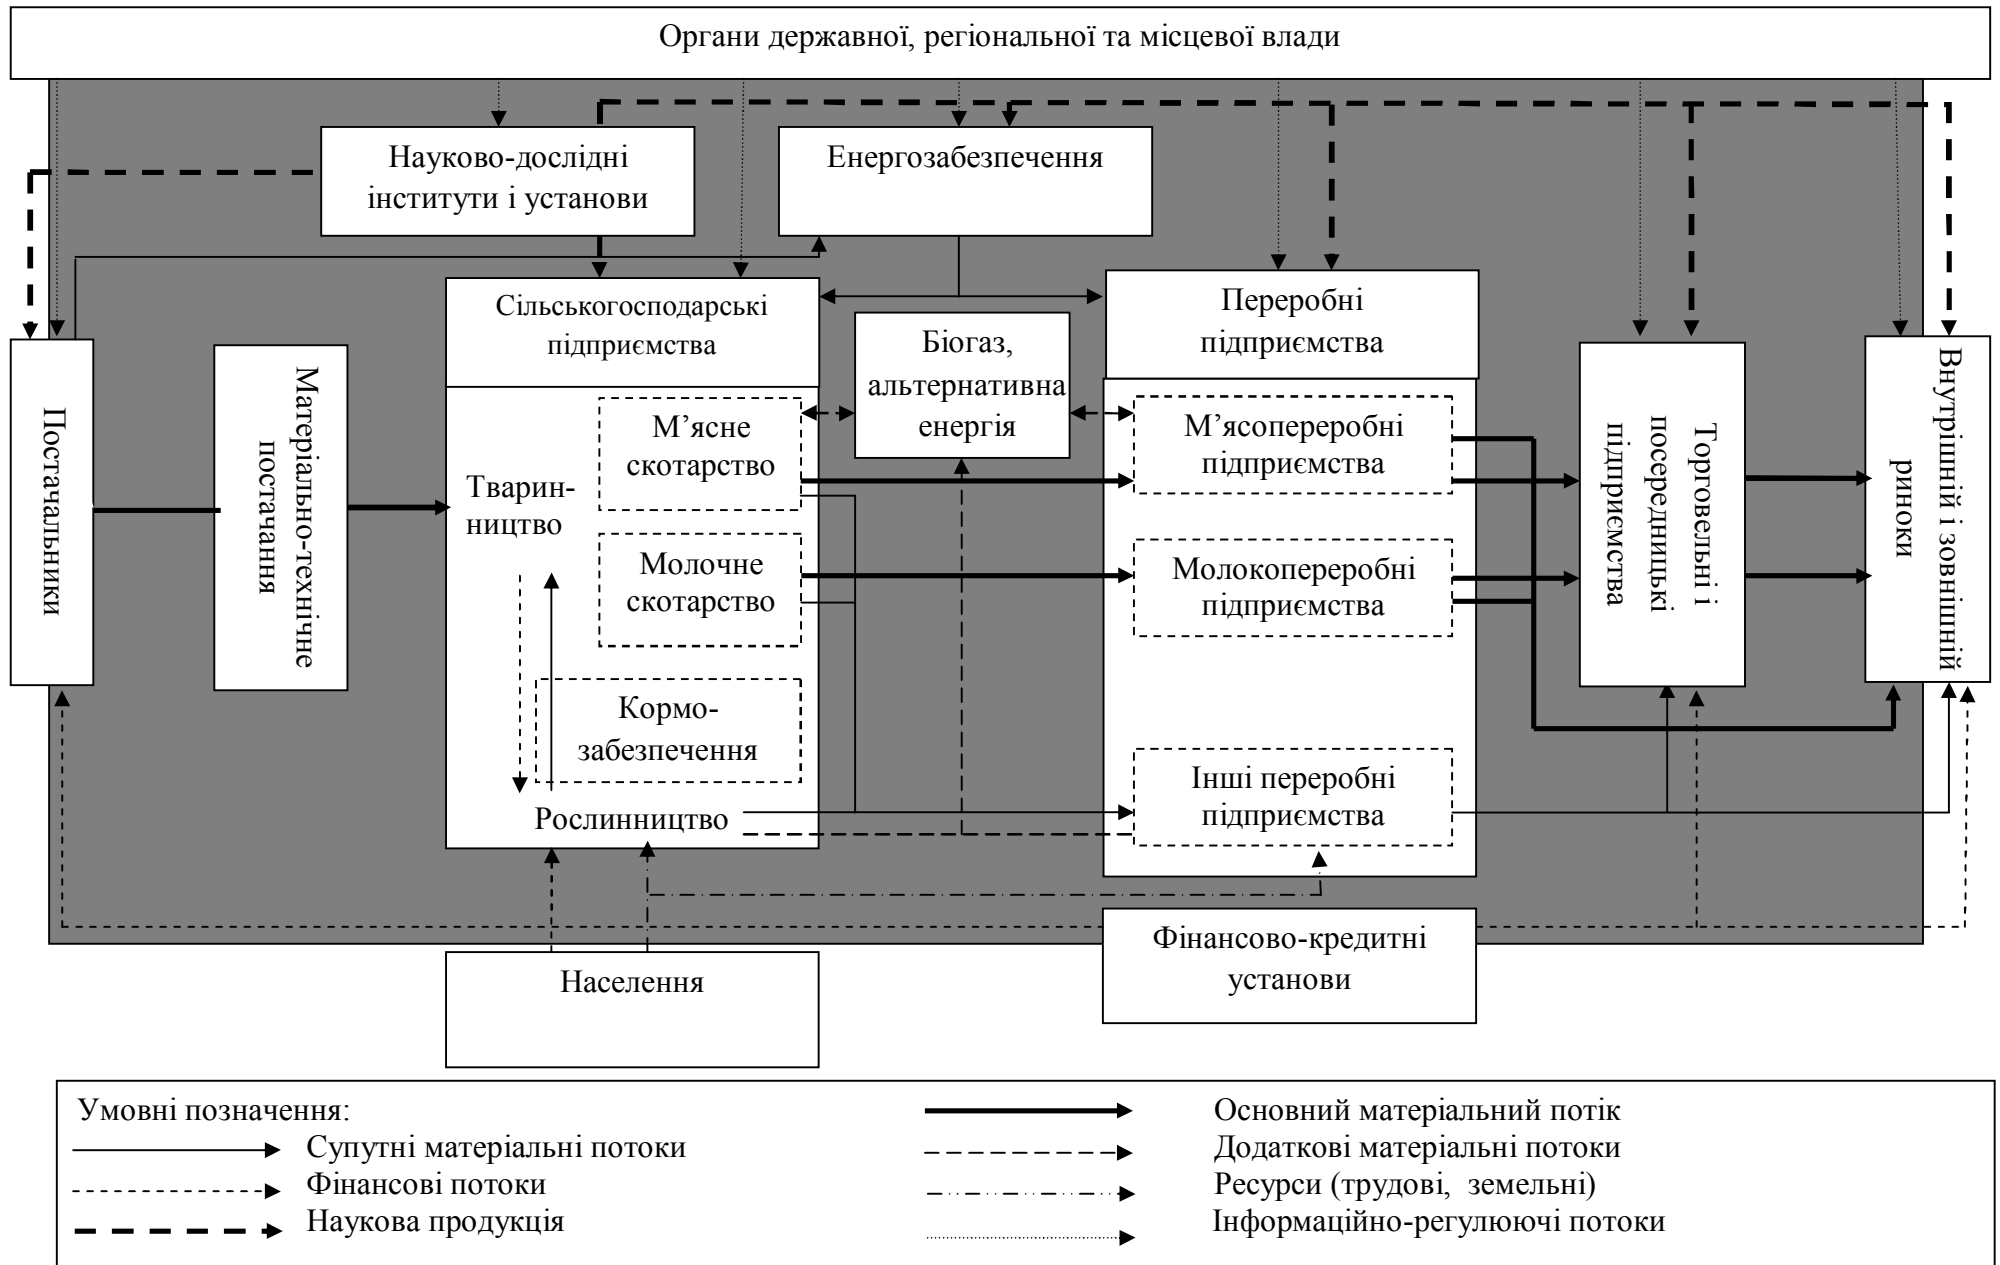 Органи державної, регіональної та місцевої влади
Науково-дослідні
інститути і установи
Енергозабезпечення
Сільськогосподарські
підприємства
Переробні
підприємства
Біогаз,
альтернативна
енергія
Постачальники
Матеріально-технічне
постачання
Тварин-
ництво
М’ясне
скотарство
Молочне
скотарство
Кормо-
забезпечення
Рослинництво
М’ясопереробні
підприємства
Молокопереробні
підприємства
Інші переробні
підприємства
Торговельні і
посередницькі
підприємства
Внутрішній і зовнішній
риноки
Населення
Фінансово-кредитні
установи
Умовні позначення:
Супутні матеріальні потоки
Фінансові потоки
Наукова продукція
Основний матеріальний потік
Додаткові матеріальні потоки
Ресурси (трудові, земельні)
Інформаційно-регулюючі потоки